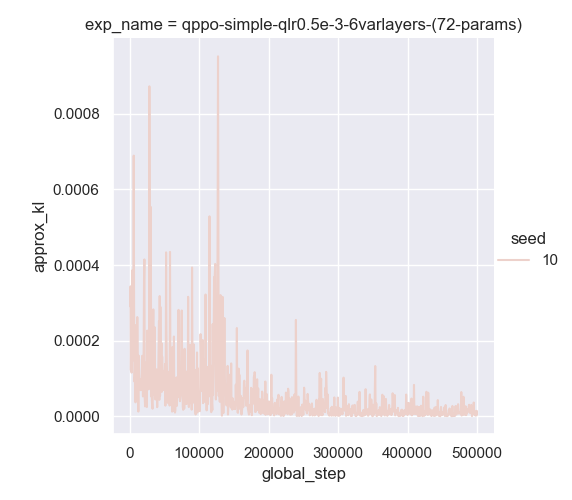 exp_name = qppo-simple-qlr0.5e-3-6varlayers-(72-params)
0.0008
0.0006
0.0004
0.0002
0.0000
approx_kl
0 100000 200000 300000 400000 500000
global_step
seed
10